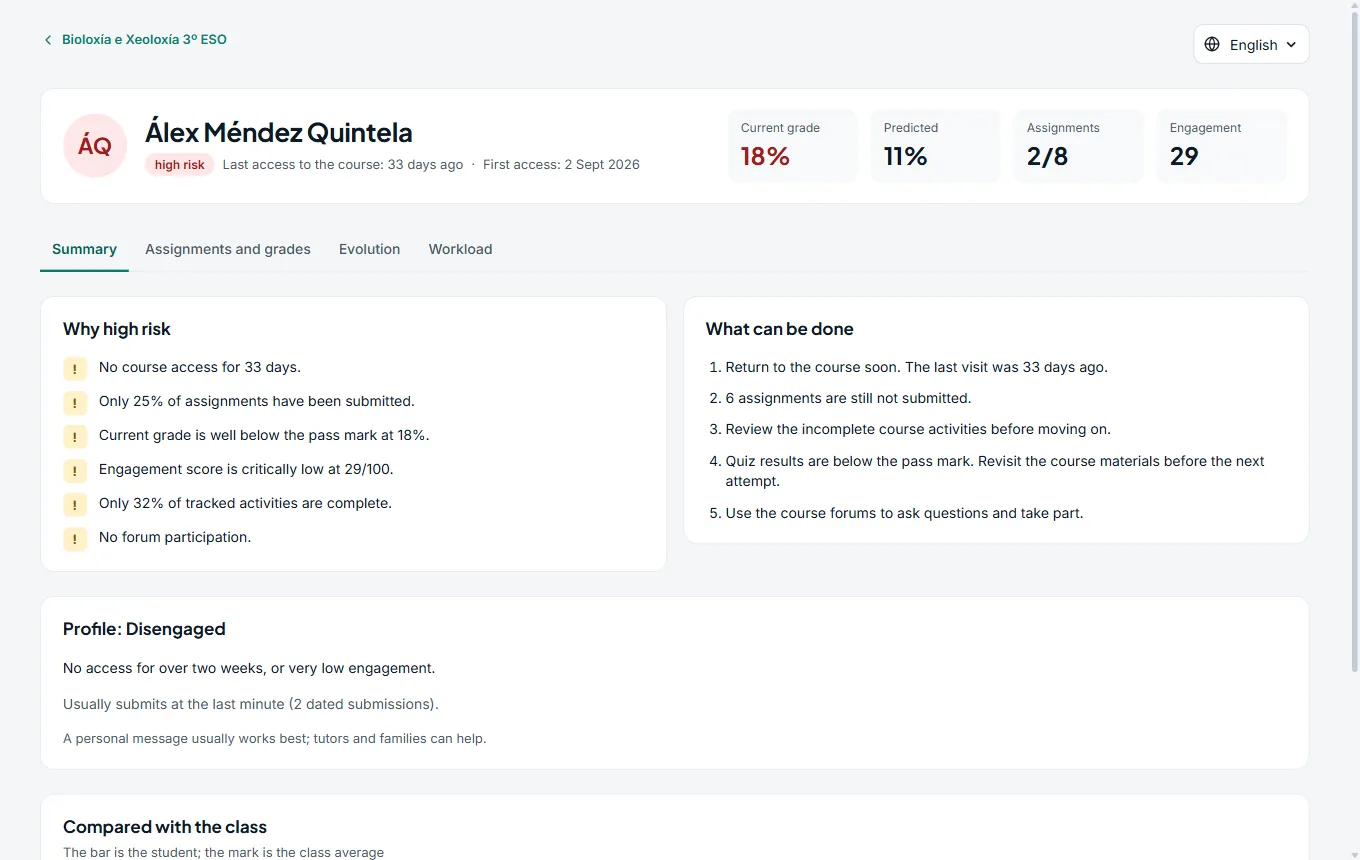 Bioloxía e Xeoloxía 3º ESO
English
ÁQ
Álex Méndez Quintela
high risk
Last access to the course: 33 days ago · First access: 2 Sept 2026
Current grade
18%
Predicted
11%
Assignments
2/8
Engagement
29
Summary
Assignments and grades
Evolution
Workload
Why high risk
! No course access for 33 days.
! Only 25% of assignments have been submitted.
! Current grade is well below the pass mark at 18%.
! Engagement score is critically low at 29/100.
! Only 32% of tracked activities are complete.
! No forum participation.
What can be done
1. Return to the course soon. The last visit was 33 days ago.
2. 6 assignments are still not submitted.
3. Review the incomplete course activities before moving on.
4. Quiz results are below the pass mark. Revisit the course materials before the next
attempt.
5. Use the course forums to ask questions and take part.
Profile: Disengaged
No access for over two weeks, or very low engagement.
Usually submits at the last minute (2 dated submissions).
A personal message usually works best; tutors and families can help.
Compared with the class
The bar is the student; the mark is the class average